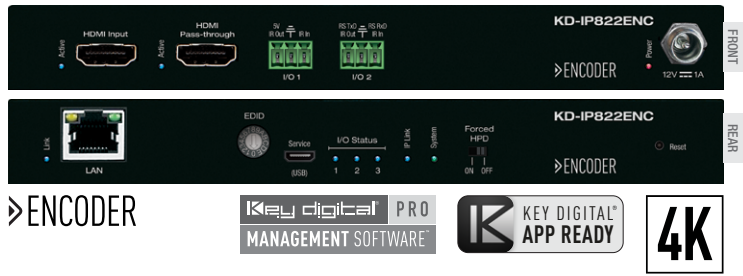 KD-IP822ENC
HDMI Input
HDMI
Pass-through
Active
Active
5V
IR Out IR In
I/O 1
RS TxD RS RxD
IR Out IR In
I/O 2
ENCODER
Power
12V 1A
FRONT
KD-IP822ENC
Link
LAN
EDID
Service
(USB)
I/O Status
1 2 3
IP Link
System
Forced
HPD
ON OFF
ENCODER
Reset
REAR
ENCODER
Key digital PRO
MANAGEMENT SOFTWARE™
KEY DIGITAL®
APP READY
4K